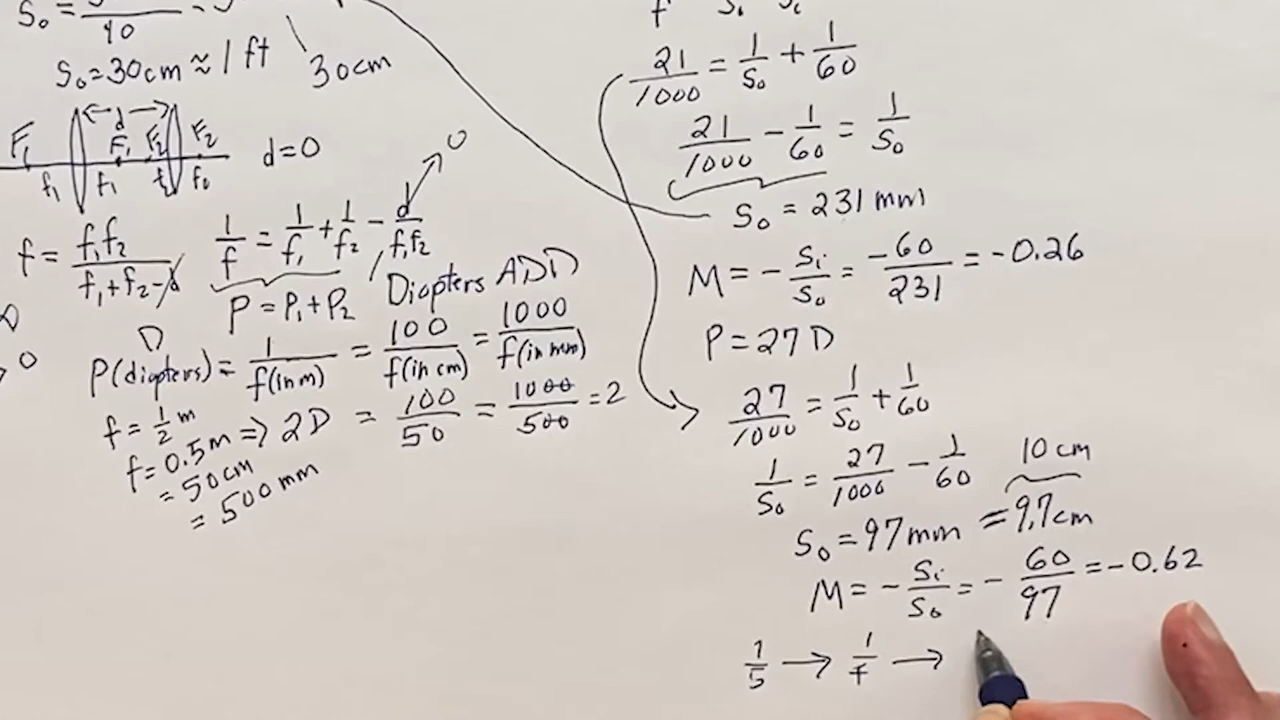 S₀ = 
10
S₀ = 30cm ≈ 1 ft
30cm
F₁ d F₁ F₂ F₂
d=0
f₁ f₁
f = f₁f₂ / (f₁+f₂-d)
1/f = 1/f₁ + 1/f₂ - d/f₁f₂
0
P = P₁+P₂
Diopters ADD
D
0
P(diopters) = 1/f(in m) = 100/f(in cm) = 1000/f(in mm)
f = 1/2 m
f = 0.5m ⇒ 2D = 100/50 = 1000/500 = 2
= 50cm
= 500 mm
21/1000 = 1/S₀ + 1/60
21/1000 - 1/60 = 1/S₀
S₀ = 231 mm
M = - Sᵢ/S₀ = -60/231 = -0.26
P = 27 D
27/1000 = 1/S₀ + 1/60
1/S₀ = 27/1000 - 1/60
10 cm
S₀ = 97mm = 9.7cm
M = - Sᵢ/S₀ = - 60/97 = -0.62
1/5 → 1/f →